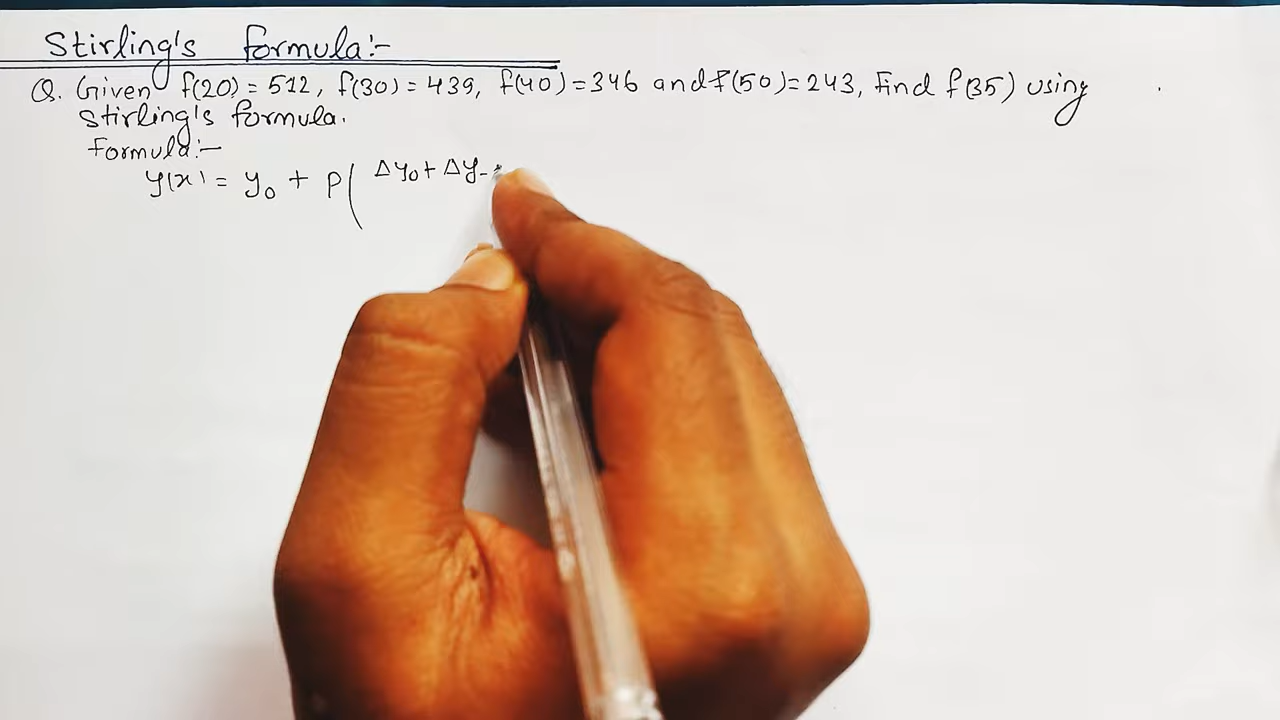 Stirling's formula:-
Q. Given f(20) = 512, f(30) = 439, f(40) = 346 and f(50) = 243, Find f(35) using
Stirling's formula.
Formula:-
y(x) = y₀ + P( Δy₀ + Δy₋